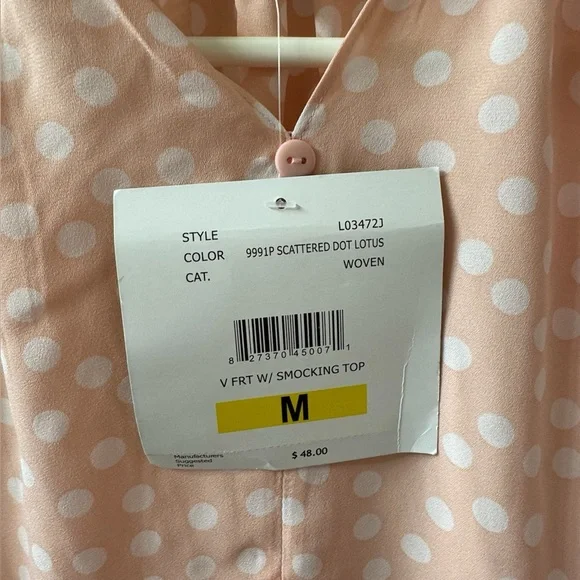 STYLE L03472J
COLOR 9991P SCATTERED DOT LOTUS
CAT. WOVEN
8 27370 45007 1
V FRT W/ SMOCKING TOP
M
Manufacturers
Suggested
Price $ 48.00